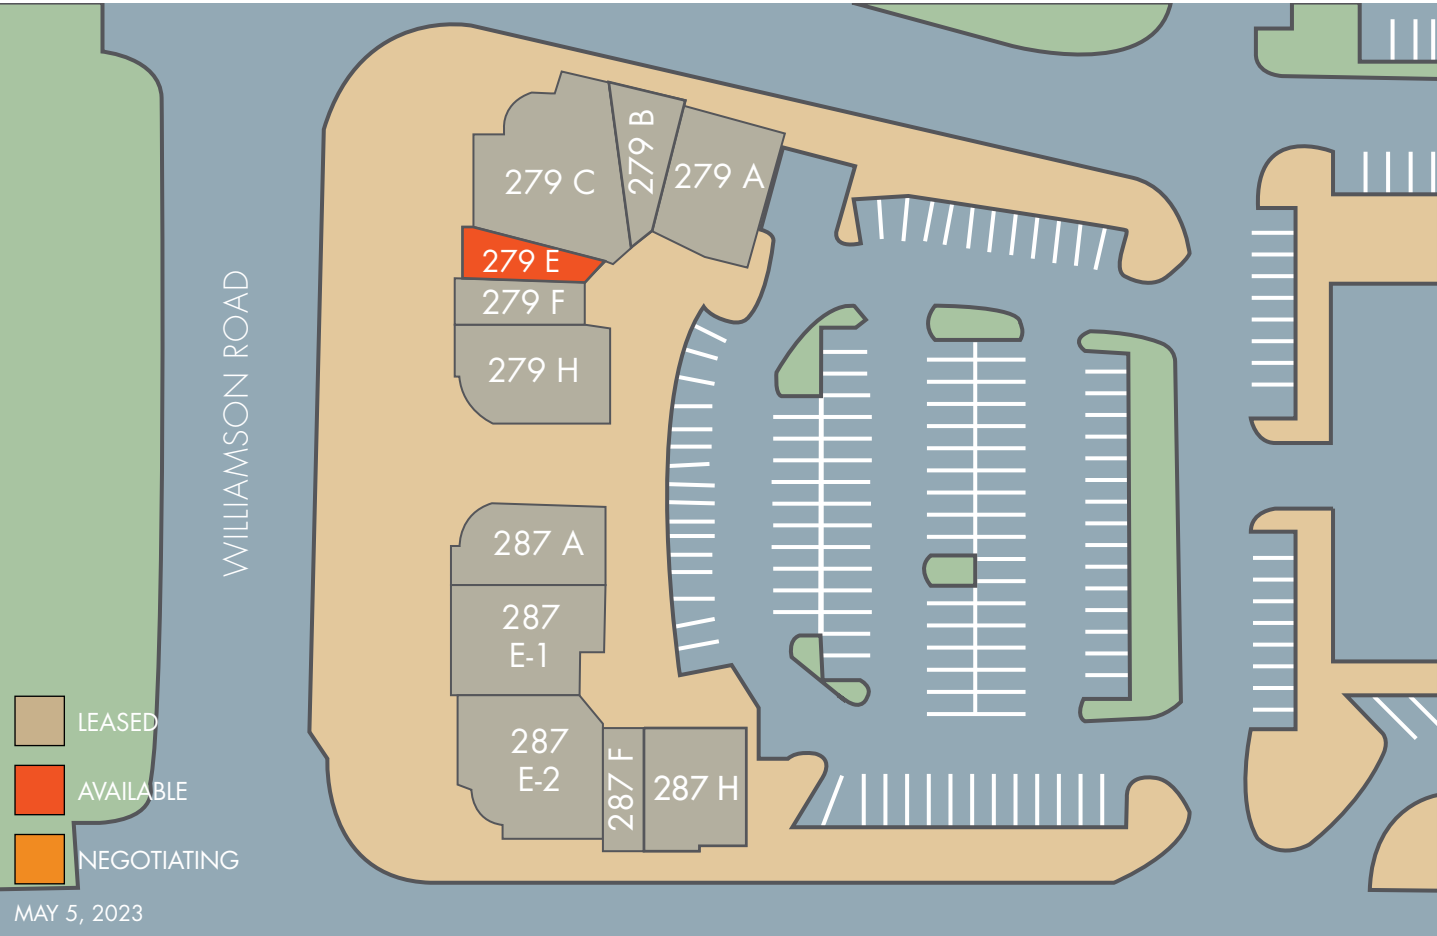 279 C
279 B
279 A
279 E
279 F
279 H
WILLIAMSON ROAD
287 A
287
E-1
287
E-2
287 F
287 H
LEASED
AVAILABLE
NEGOTIATING
MAY 5, 2023